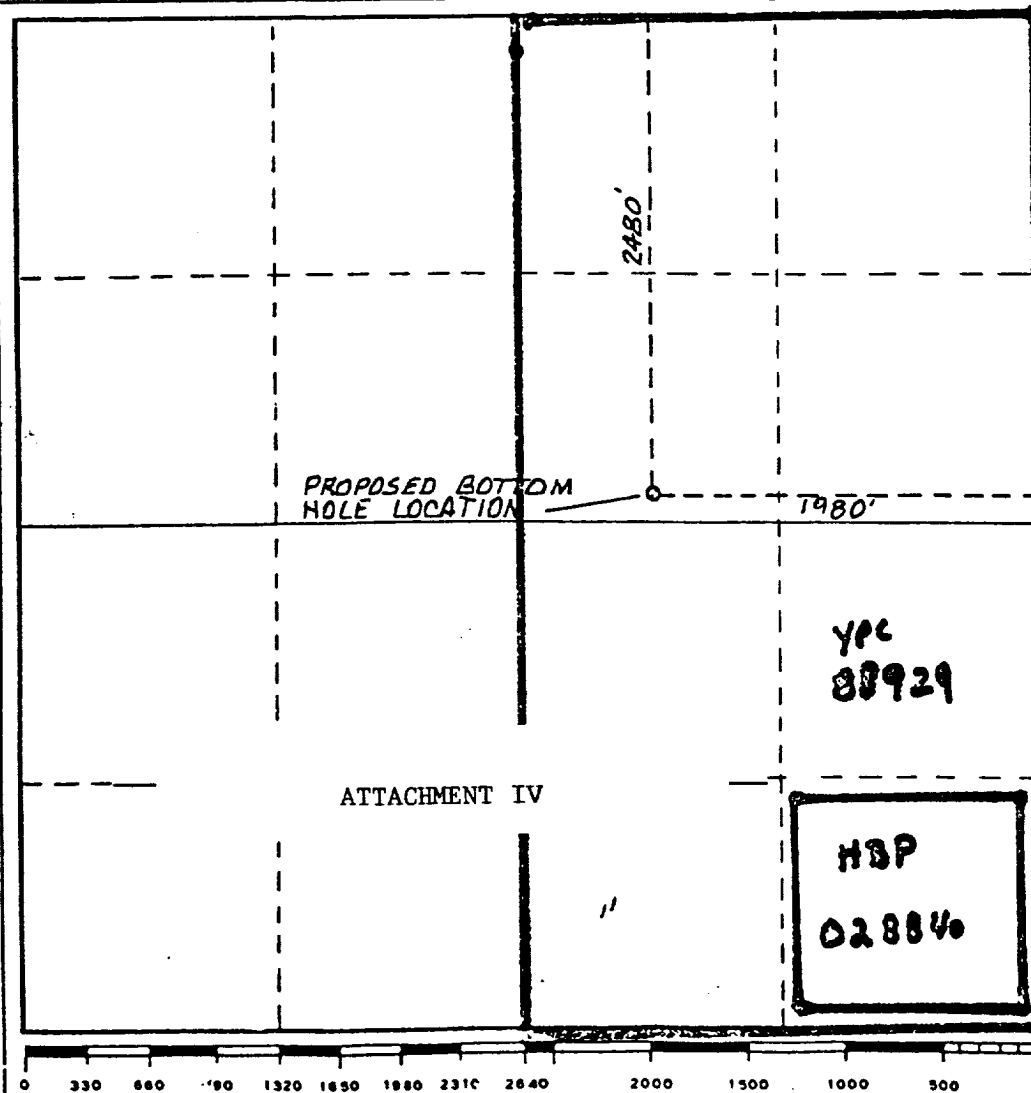 2480'
PROPOSED BOTTOM
HOLE LOCATION
1980'
YPC
88929
ATTACHMENT IV
HBP
028840
0 330 660 90 1320 1650 1980 2310 2640 2000 1500 1000 500